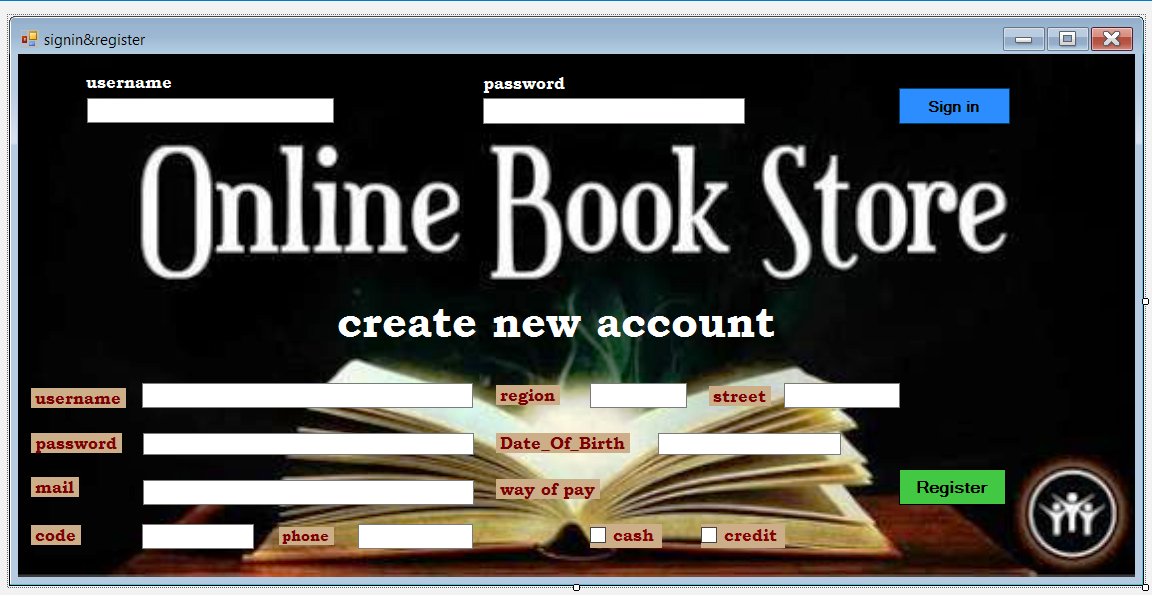 signin&register
username password
Sign in
Online Book Store
create new account
username region street
password Date_Of_Birth
mail way of pay
Register
code phone cash credit